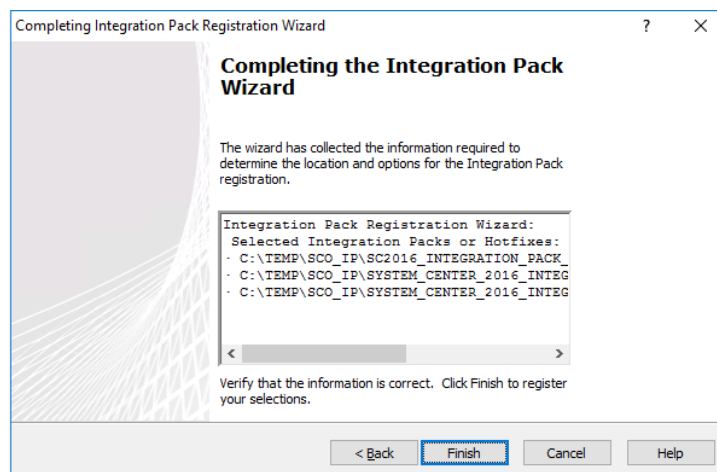 Completing Integration Pack Registration Wizard
Completing the Integration Pack
Wizard
The wizard has collected the information required to
determine the location and options for the Integration Pack
registration.
Integration Pack Registration Wizard:
Selected Integration Packs or Hotfixes:
· C:\TEMP\SCO_IP\SC2016_INTEGRATION_PACK_
· C:\TEMP\SCO_IP\SYSTEM_CENTER_2016_INTEG
· C:\TEMP\SCO_IP\SYSTEM_CENTER_2016_INTEG
Verify that the information is correct. Click Finish to register
your selections.
< Back Finish Cancel Help